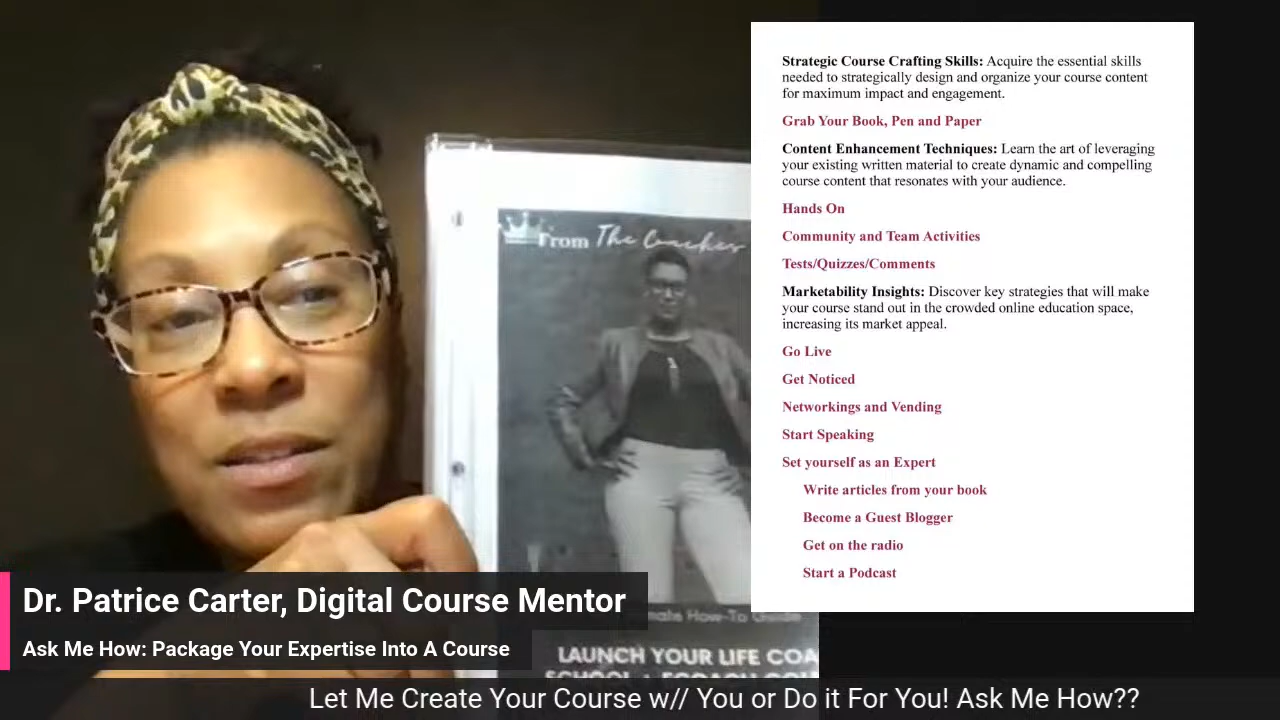 Strategic Course Crafting Skills: Acquire the essential skills
needed to strategically design and organize your course content
for maximum impact and engagement.
Grab Your Book, Pen and Paper
Content Enhancement Techniques: Learn the art of leveraging
your existing written material to create dynamic and compelling
course content that resonates with your audience.
Hands On
Community and Team Activities
Tests/Quizzes/Comments
Marketability Insights: Discover key strategies that will make
your course stand out in the crowded online education space,
increasing its market appeal.
Go Live
Get Noticed
Networkings and Vending
Start Speaking
Set yourself as an Expert
Write articles from your book
Become a Guest Blogger
Get on the radio
Start a Podcast
From The Coaches
How-To Guide
LAUNCH YOUR LIFE COA
Dr. Patrice Carter, Digital Course Mentor
Ask Me How: Package Your Expertise Into A Course
Let Me Create Your Course w// You or Do it For You! Ask Me How??